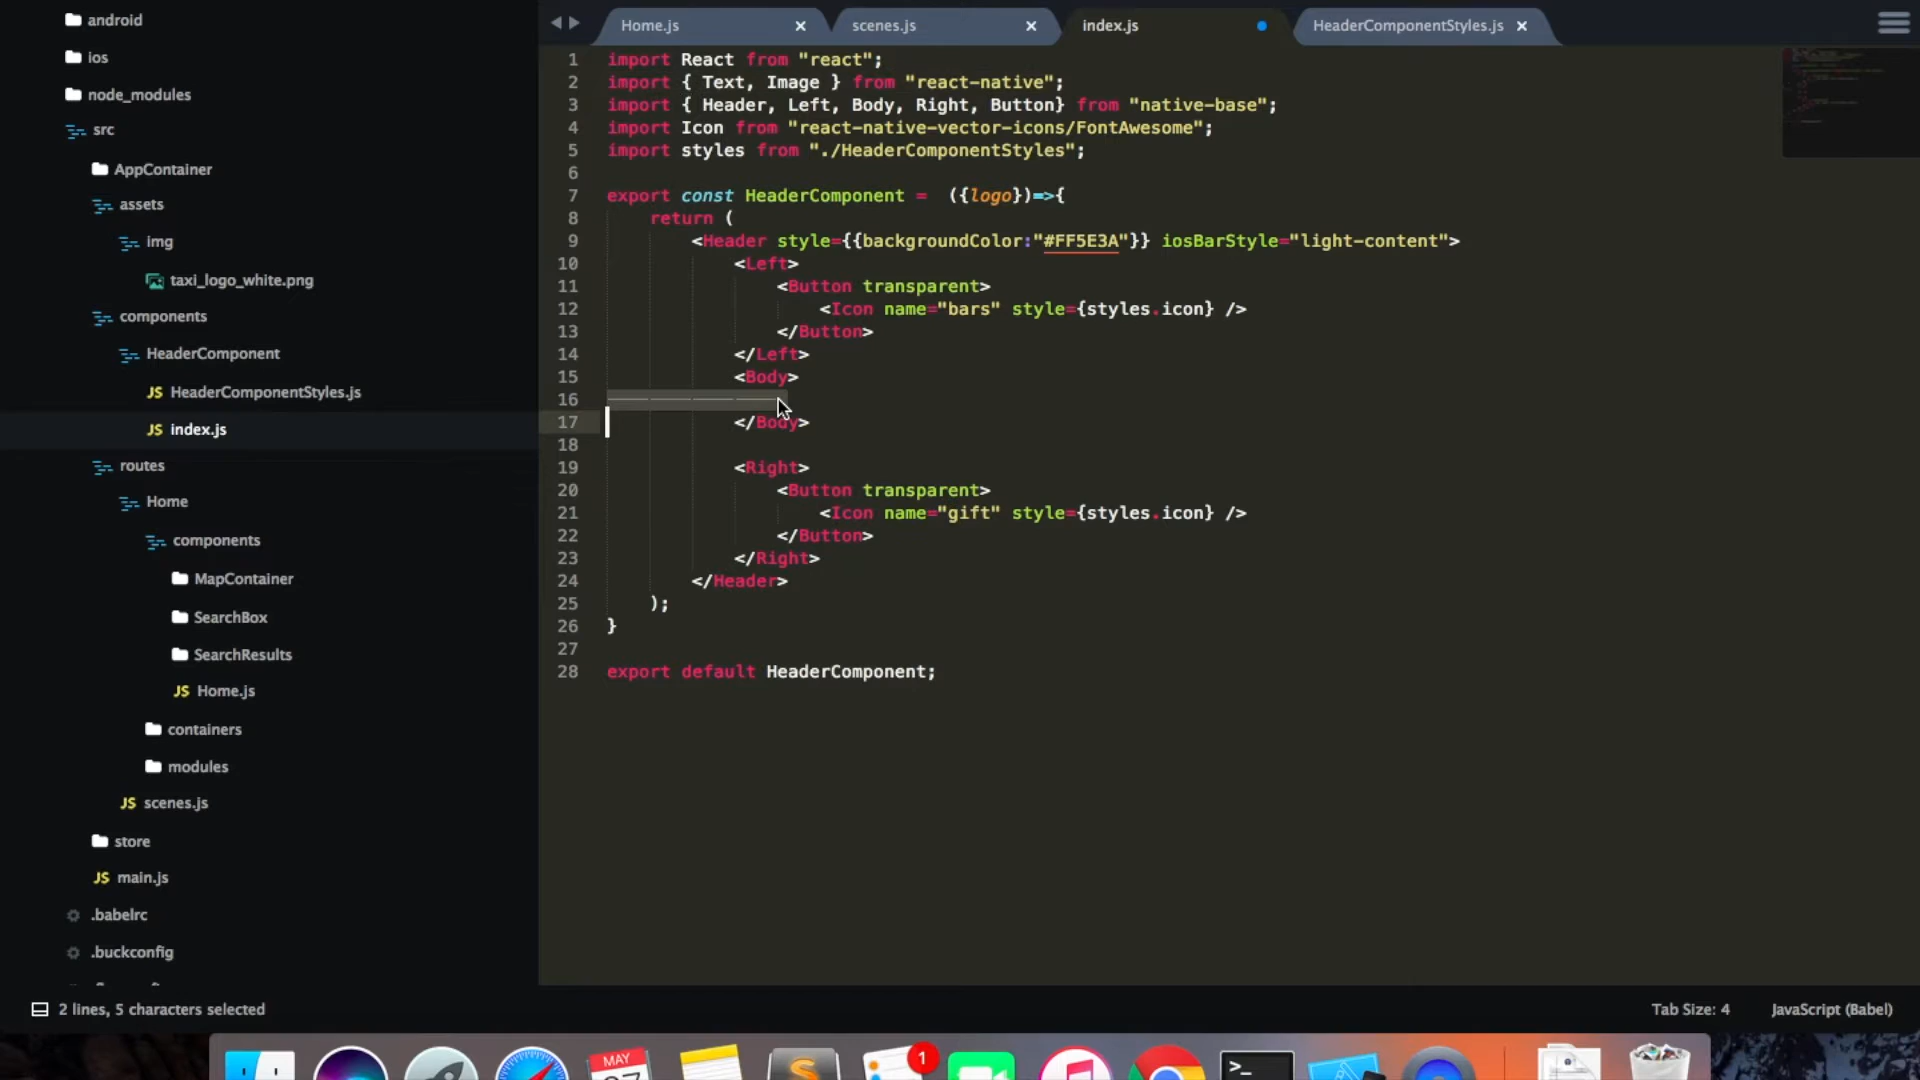 android
ios
node_modules
src
AppContainer
assets
img
taxi_logo_white.png
components
HeaderComponent
JS HeaderComponentStyles.js
JS index.js
routes
Home
components
MapContainer
SearchBox
SearchResults
JS Home.js
containers
modules
JS scenes.js
store
JS main.js
.babelrc
.buckconfig
Home.js
scenes.js
index.js
HeaderComponentStyles.js
1 import React from "react";
2 import { Text, Image } from "react-native";
3 import { Header, Left, Body, Right, Button} from "native-base";
4 import Icon from "react-native-vector-icons/FontAwesome";
5 import styles from "./HeaderComponentStyles";
6
7 export const HeaderComponent =  ({logo})=>{
8 return (
9 <Header style={{backgroundColor:"#FF5E3A"}} iosBarStyle="light-content">
10 <Left>
11 <Button transparent>
12 <Icon name="bars" style={styles.icon} />
13 </Button>
14 </Left>
15 <Body>
16
17 </Body>
18
19 <Right>
20 <Button transparent>
21 <Icon name="gift" style={styles.icon} />
22 </Button>
23 </Right>
24 </Header>
25 );
26 }
27
28 export default HeaderComponent;
2 lines, 5 characters selected
Tab Size: 4
JavaScript (Babel)
MAY
1
>_